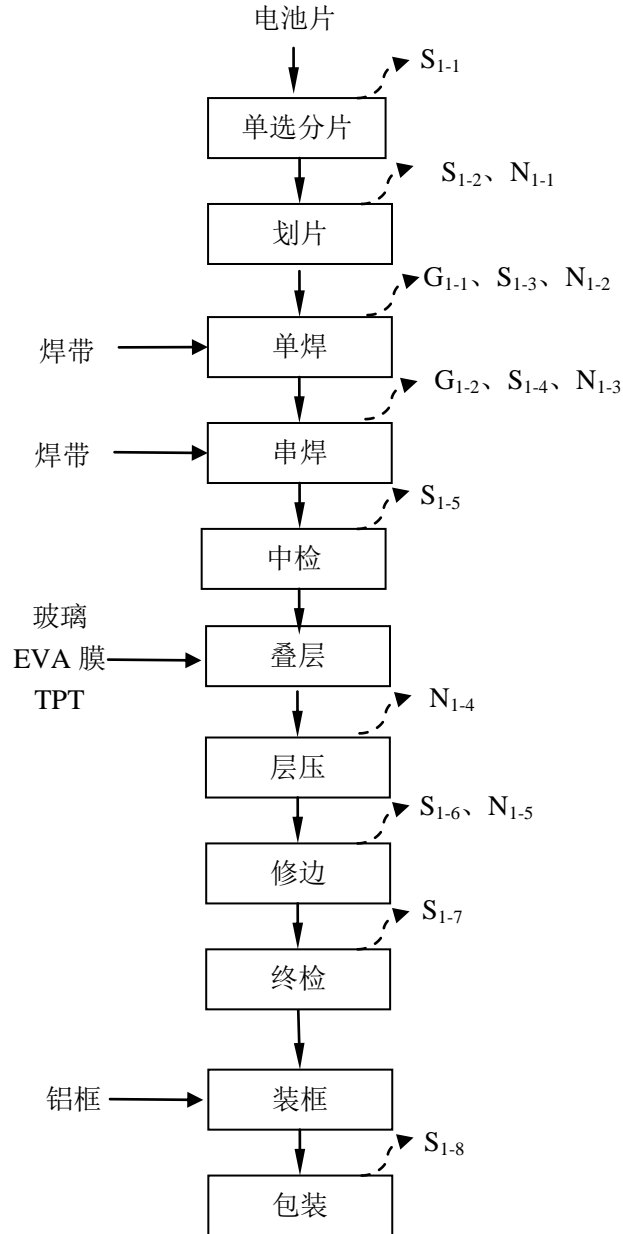 电池片
S1-1
单选分片
S1-2、N1-1
划片
G1-1、S1-3、N1-2
焊带
单焊
G1-2、S1-4、N1-3
焊带
串焊
S1-5
中检
玻璃
EVA 膜
TPT
叠层
N1-4
层压
S1-6、N1-5
修边
S1-7
终检
铝框
装框
S1-8
包装